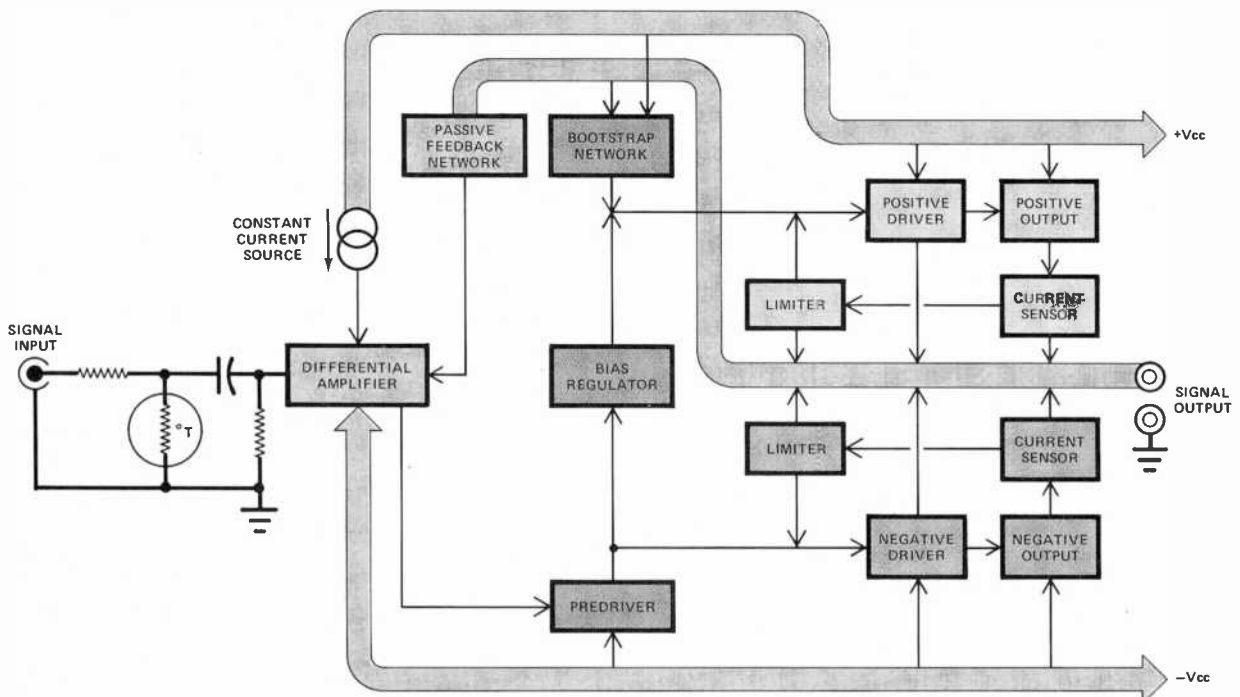 PASSIVE
FEEDBACK
NETWORK
BOOTSTRAP
NETWORK
+Vcc
CONSTANT
CURRENT
SOURCE
POSITIVE
DRIVER
POSITIVE
OUTPUT
LIMITER
CURRENT
SENSOR
SIGNAL
INPUT
DIFFERENTIAL
AMPLIFIER
BIAS
REGULATOR
SIGNAL
OUTPUT
°T
LIMITER
CURRENT
SENSOR
NEGATIVE
DRIVER
NEGATIVE
OUTPUT
PREDRIVER
−Vcc